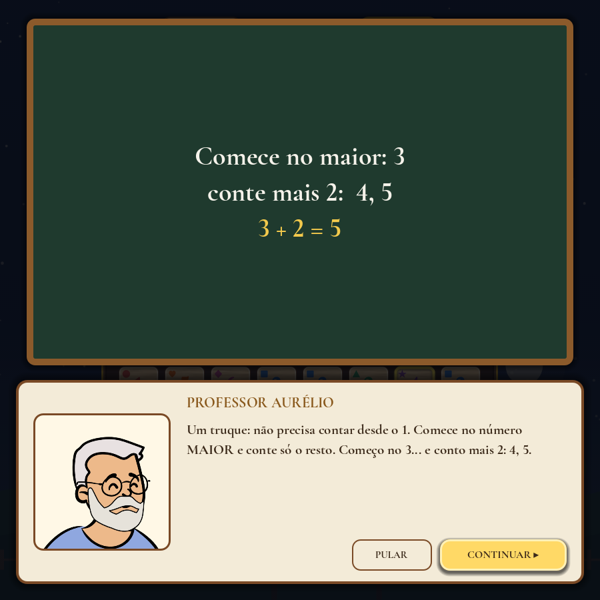 Comece no maior: 3
conte mais 2: 4, 5
3 + 2 = 5
PROFESSOR AURÉLIO
Um truque: não precisa contar desde o 1. Comece no número
MAIOR e conte só o resto. Começo no 3... e conto mais 2: 4, 5.
PULAR
CONTINUAR ▸